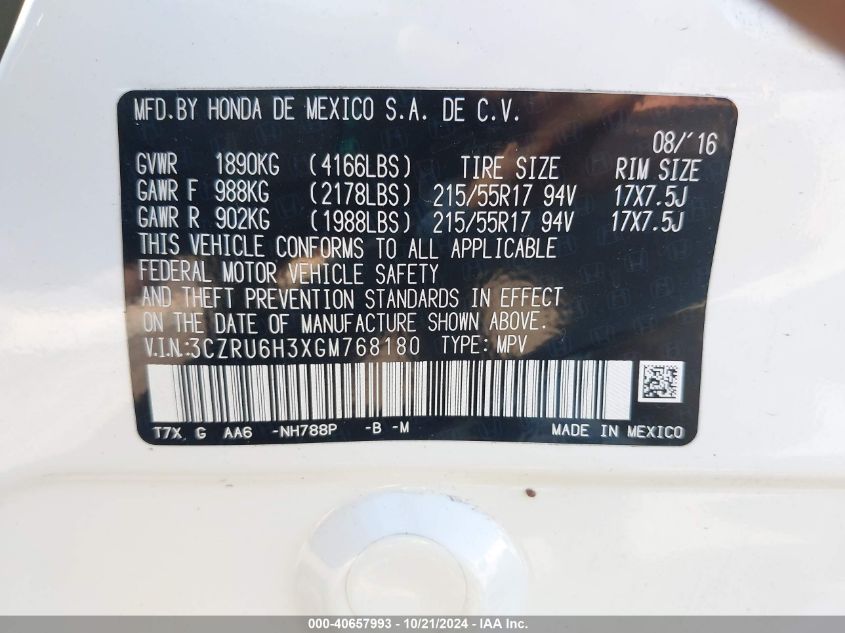 MFD.BY HONDA DE MEXICO S.A. DE C.V.
08/'16
GVWR 1890KG (4166LBS) TIRE SIZE RIM SIZE
GAWR F 988KG (2178LBS) 215/55R17 94V 17X7.5J
GAWR R 902KG (1988LBS) 215/55R17 94V 17X7.5J
THIS VEHICLE CONFORMS TO ALL APPLICABLE
FEDERAL MOTOR VEHICLE SAFETY
AND THEFT PREVENTION STANDARDS IN EFFECT
ON THE DATE OF MANUFACTURE SHOWN ABOVE.
V.I.N.:3CZRU6H3XGM768180 TYPE: MPV
T7X, G AA6 -NH788P -B -M MADE IN MEXICO
000-40657993 / 10/21/2024 - IAA Inc.